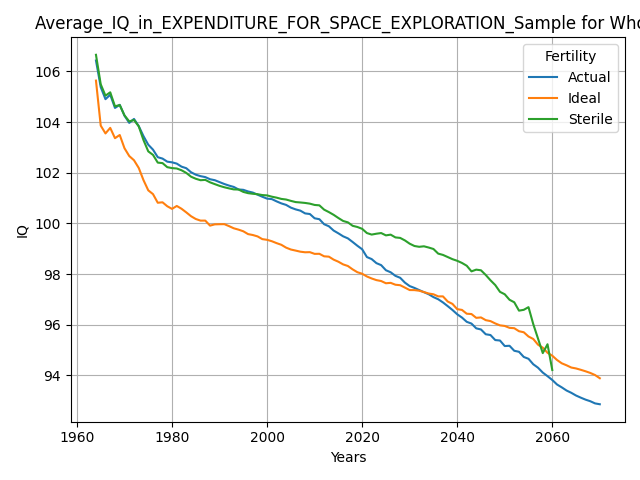 Average_IQ_in_EXPENDITURE_FOR_SPACE_EXPLORATION_Sample for Who
Fertility
Actual
Ideal
Sterile
IQ
106
104
102
100
98
96
94
1960
1980
2000
2020
2040
2060
Years